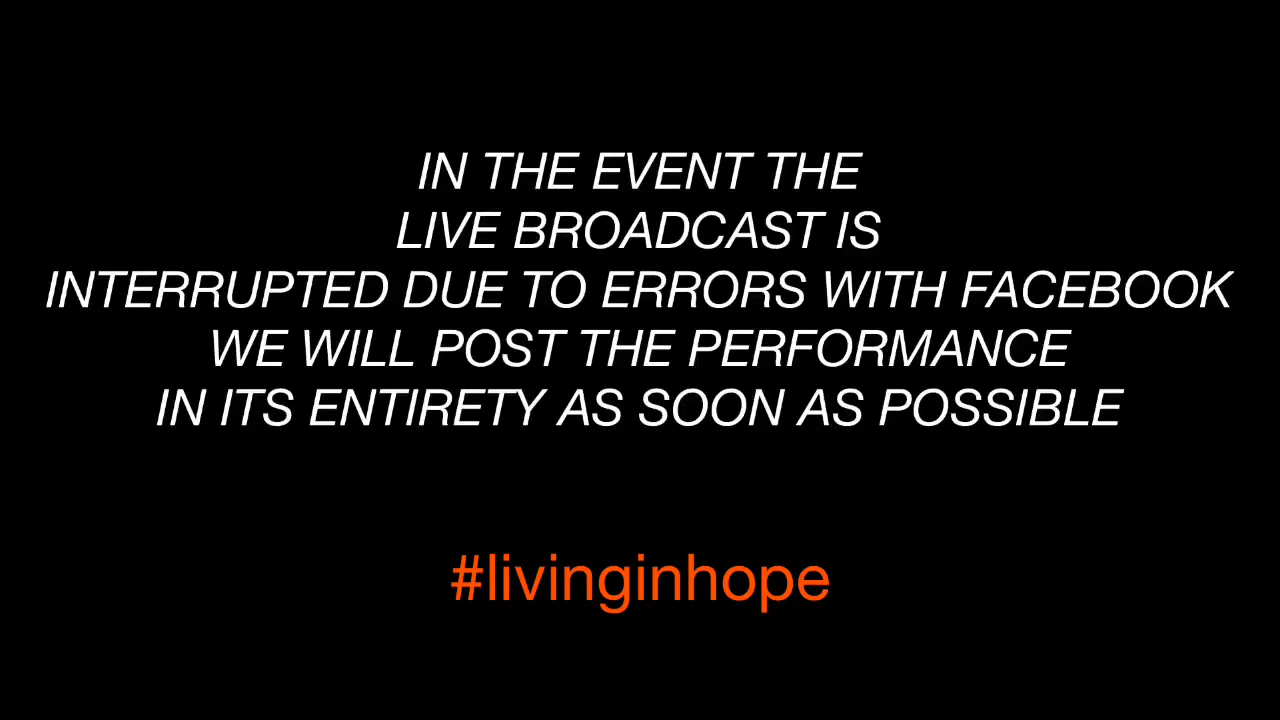 IN THE EVENT THE
LIVE BROADCAST IS
INTERRUPTED DUE TO ERRORS WITH FACEBOOK
WE WILL POST THE PERFORMANCE
IN ITS ENTIRETY AS SOON AS POSSIBLE
#livinginhope